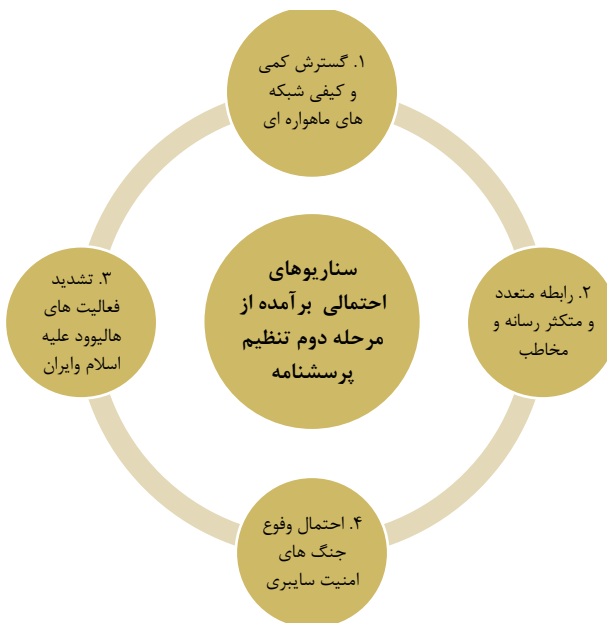 ۱. گسترش کمی
و کیفی شبکه
های ماهواره ای
سناریوهای
احتمالی برآمده از
مرحله دوم تنظیم
پرسشنامه
۲. رابطه متعدد
و متکثر رسانه و
مخاطب
۳. تشدید
فعالیت های
هالیوود علیه
اسلام وایران
۴. احتمال وقوع
جنگ های
امنیت سایبری